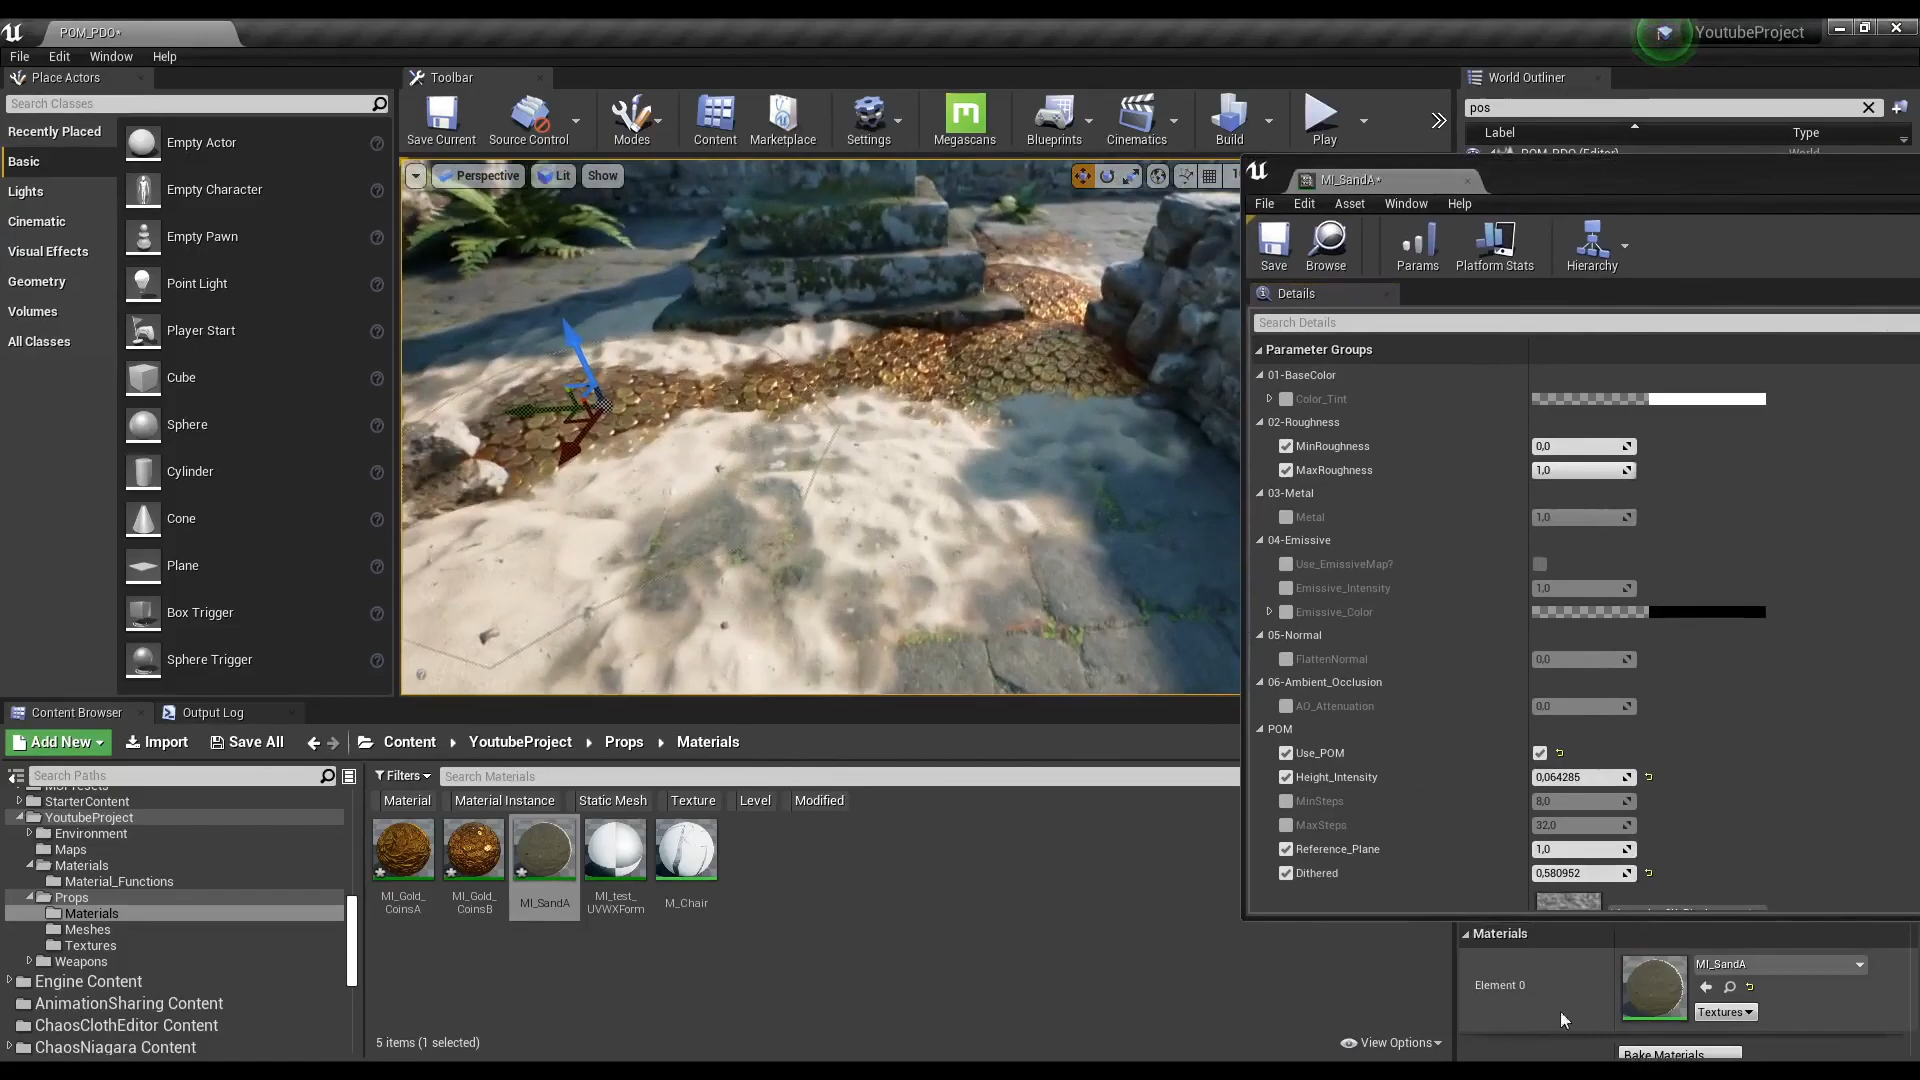 POM_PDO*
YoutubeProject
File Edit Window Help
Place Actors
Search Classes
Recently Placed
Basic
Lights
Cinematic
Visual Effects
Geometry
Volumes
All Classes
Empty Actor
Empty Character
Empty Pawn
Point Light
Player Start
Cube
Sphere
Cylinder
Cone
Plane
Box Trigger
Sphere Trigger
Toolbar
Save Current
Source Control
Modes
Content
Marketplace
Settings
Megascans
Blueprints
Cinematics
Build
Play
Perspective Lit Show
World Outliner
pos
Label Type
POM_PDO (Editor) World
MI_SandA*
File Edit Asset Window Help
Save Browse Params Platform Stats Hierarchy
Details
Search Details
Parameter Groups
01-BaseColor
Color_Tint
02-Roughness
MinRoughness 0,0
MaxRoughness 1,0
03-Metal
Metal 1,0
04-Emissive
Use_EmissiveMap?
Emissive_Intensity 1,0
Emissive_Color
05-Normal
FlattenNormal 0,0
06-Ambient_Occlusion
AO_Attenuation 0,0
POM
Use_POM
Height_Intensity 0,064285
MinSteps 8,0
MaxSteps 32,0
Reference_Plane 1,0
Dithered 0,580952
Materials
Element 0
MI_SandA
Textures
Bake Materials
Content Browser
Output Log
Add New Import Save All
Content YoutubeProject Props Materials
Search Paths
StarterContent
YoutubeProject
Environment
Maps
Materials
Material_Functions
Props
Materials
Meshes
Textures
Weapons
Engine Content
AnimationSharing Content
ChaosClothEditor Content
ChaosNiagara Content
Filters
Search Materials
Material Material Instance Static Mesh Texture Level Modified
MI_Gold_
CoinsA
MI_Gold_
CoinsB
MI_SandA
MI_test_
UVWXForm
M_Chair
5 items (1 selected)
View Options